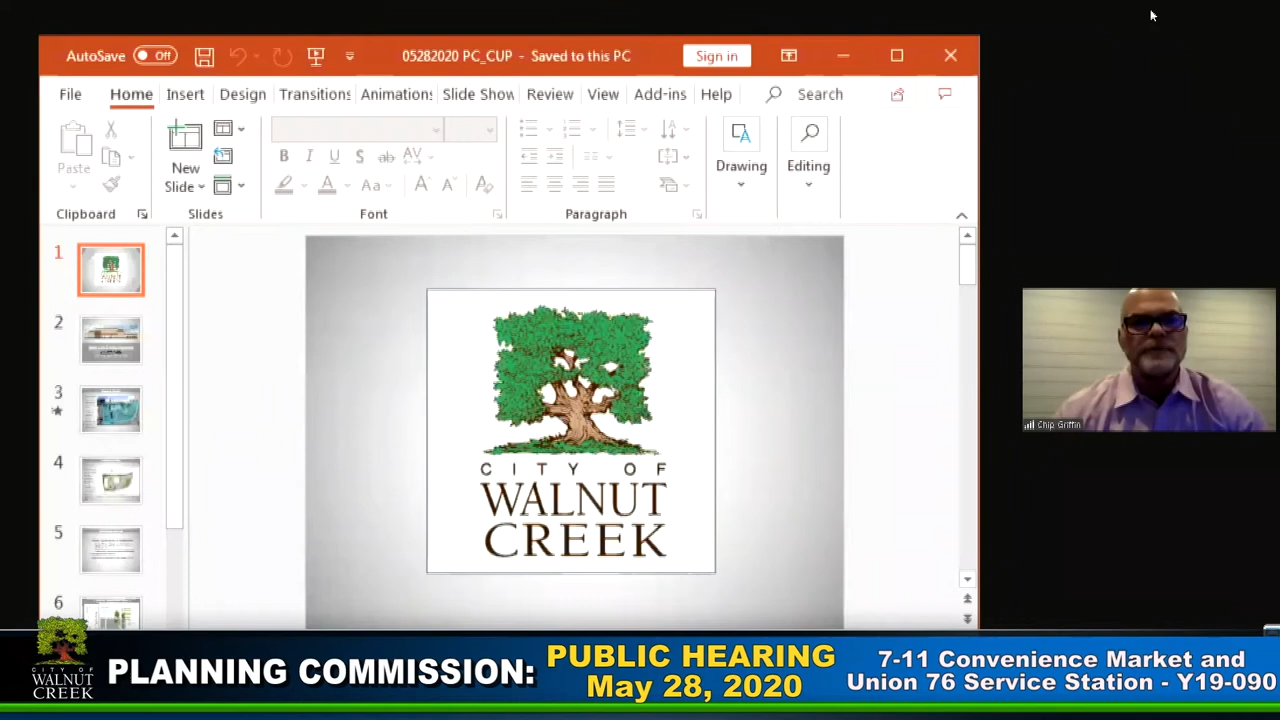 AutoSave Off 05282020 PC_CUP - Saved to this PC Sign in
File Home Insert Design Transitions Animations Slide Show Review View Add-ins Help Search
Paste
New
Slide
Drawing
Editing
B I U S ab AV
A Aa A A A
Clipboard Slides Font Paragraph
1
2
3
4
5
6
CITY OF
WALNUT
CREEK
Chip Griffin
CITY OF
WALNUT
CREEK
PLANNING COMMISSION:
PUBLIC HEARING
May 28, 2020
7-11 Convenience Market and
Union 76 Service Station - Y19-090